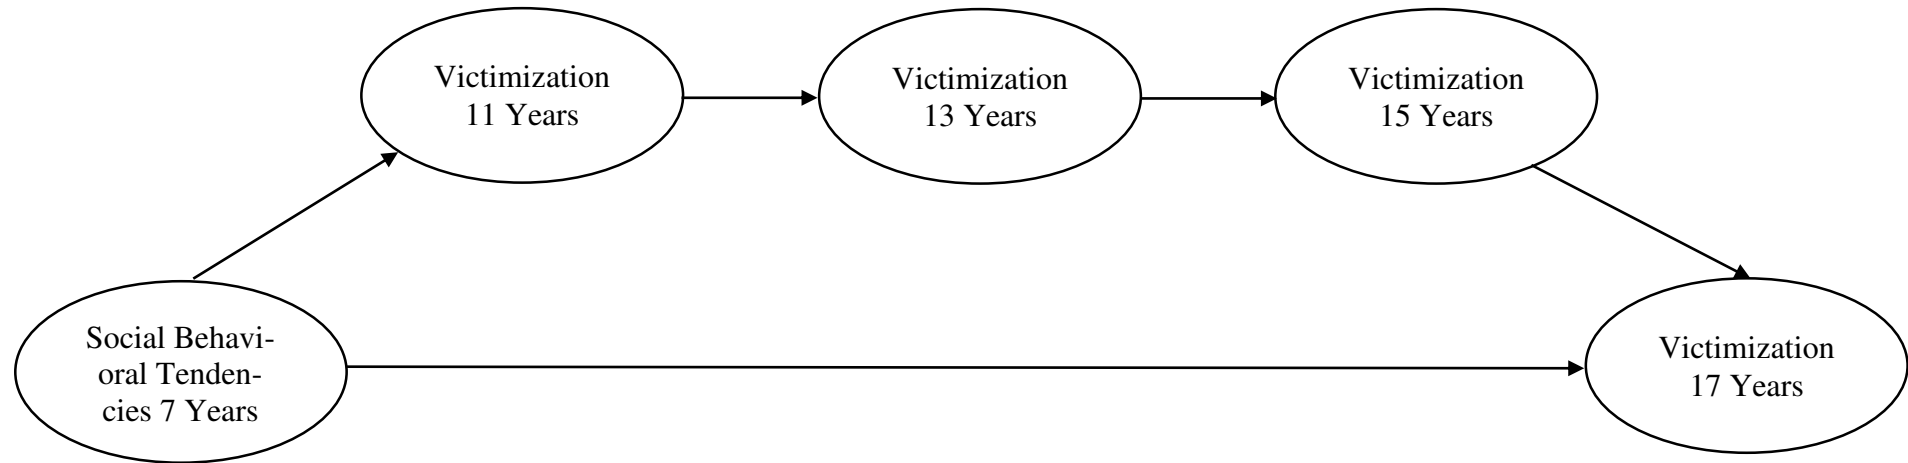 Victimization
11 Years
Victimization
13 Years
Victimization
15 Years
Social Behavi-
oral Tenden-
cies 7 Years
Victimization
17 Years